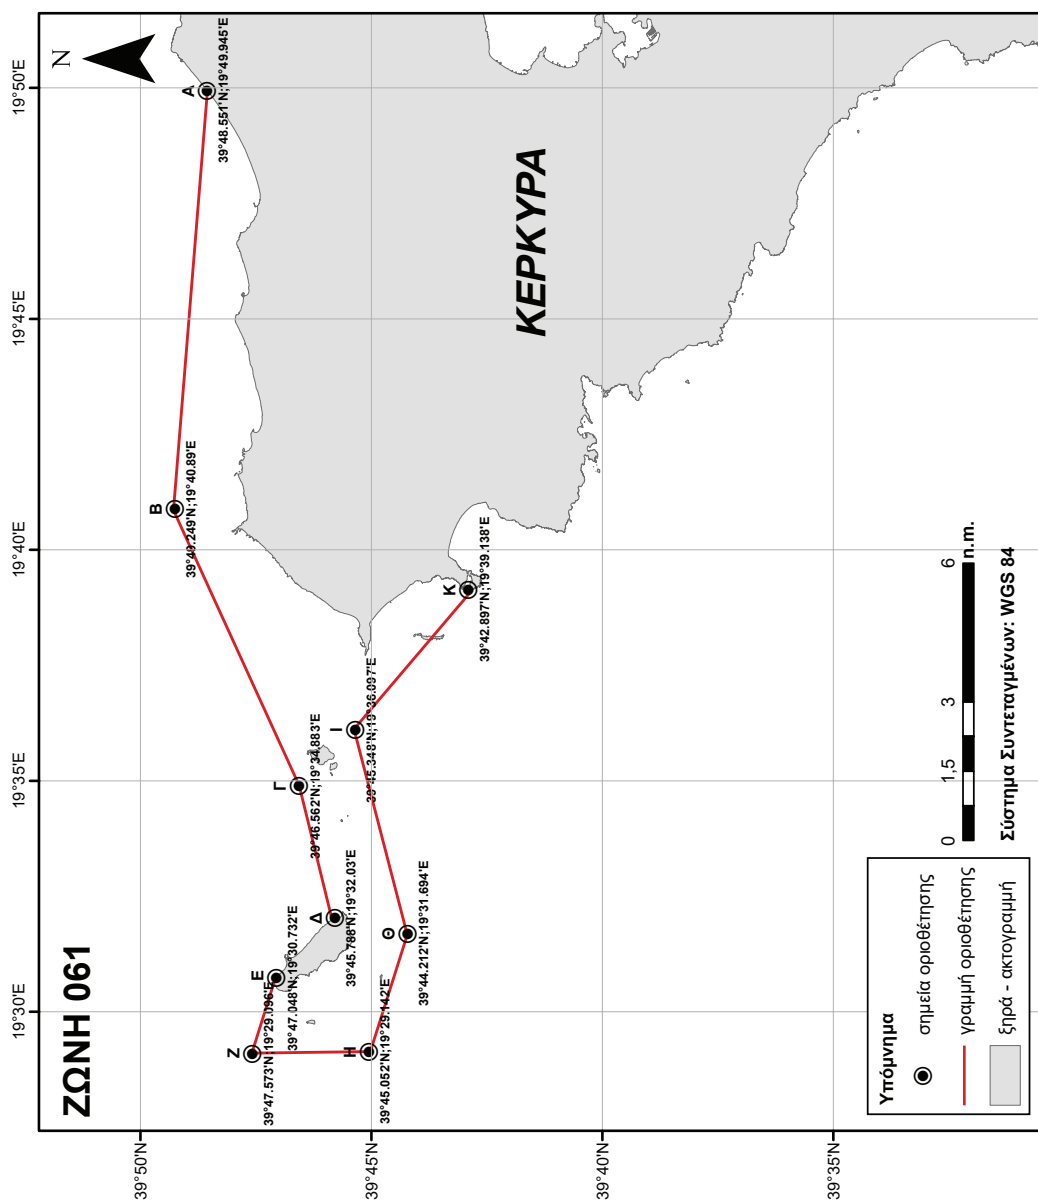 ΖΩΝΗ 061
N
19°30'E
19°35'E
19°40'E
19°45'E
19°50'E
39°50'N
39°45'N
39°40'N
39°35'N
Α
39°48.551'N;19°49.945'E
Β
39°49.249'N;19°40.89'E
Γ
39°46.562'N;19°34.883'E
Δ
39°45.788'N;19°32.03'E
Ε
39°47.048'N;19°30.732'E
Ζ
39°47.573'N;19°29.096'E
Η
39°45.052'N;19°29.142'E
Θ
39°44.212'N;19°31.694'E
Ι
39°45.348'N;19°36.097'E
Κ
39°42.897'N;19°39.138'E
ΚΕΡΚΥΡΑ
Υπόμνημα
σημεία οριοθέτησης
γραμμή οριοθέτησης
ξηρά - ακτογραμμή
0 1,5 3 6
n.m.
Σύστημα Συντεταγμένων: WGS 84